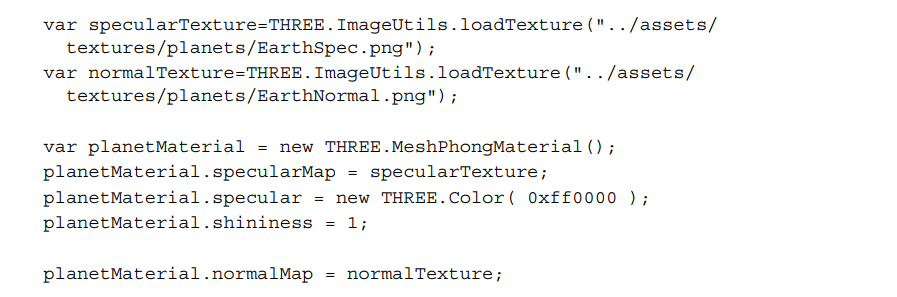 var specularTexture=THREE.ImageUtils.loadTexture("../assets/
textures/planets/EarthSpec.png");
var normalTexture=THREE.ImageUtils.loadTexture("../assets/
textures/planets/EarthNormal.png");
var planetMaterial = new THREE.MeshPhongMaterial();
planetMaterial.specularMap = specularTexture;
planetMaterial.specular = new THREE.Color( 0xff0000 );
planetMaterial.shininess = 1;
planetMaterial.normalMap = normalTexture;